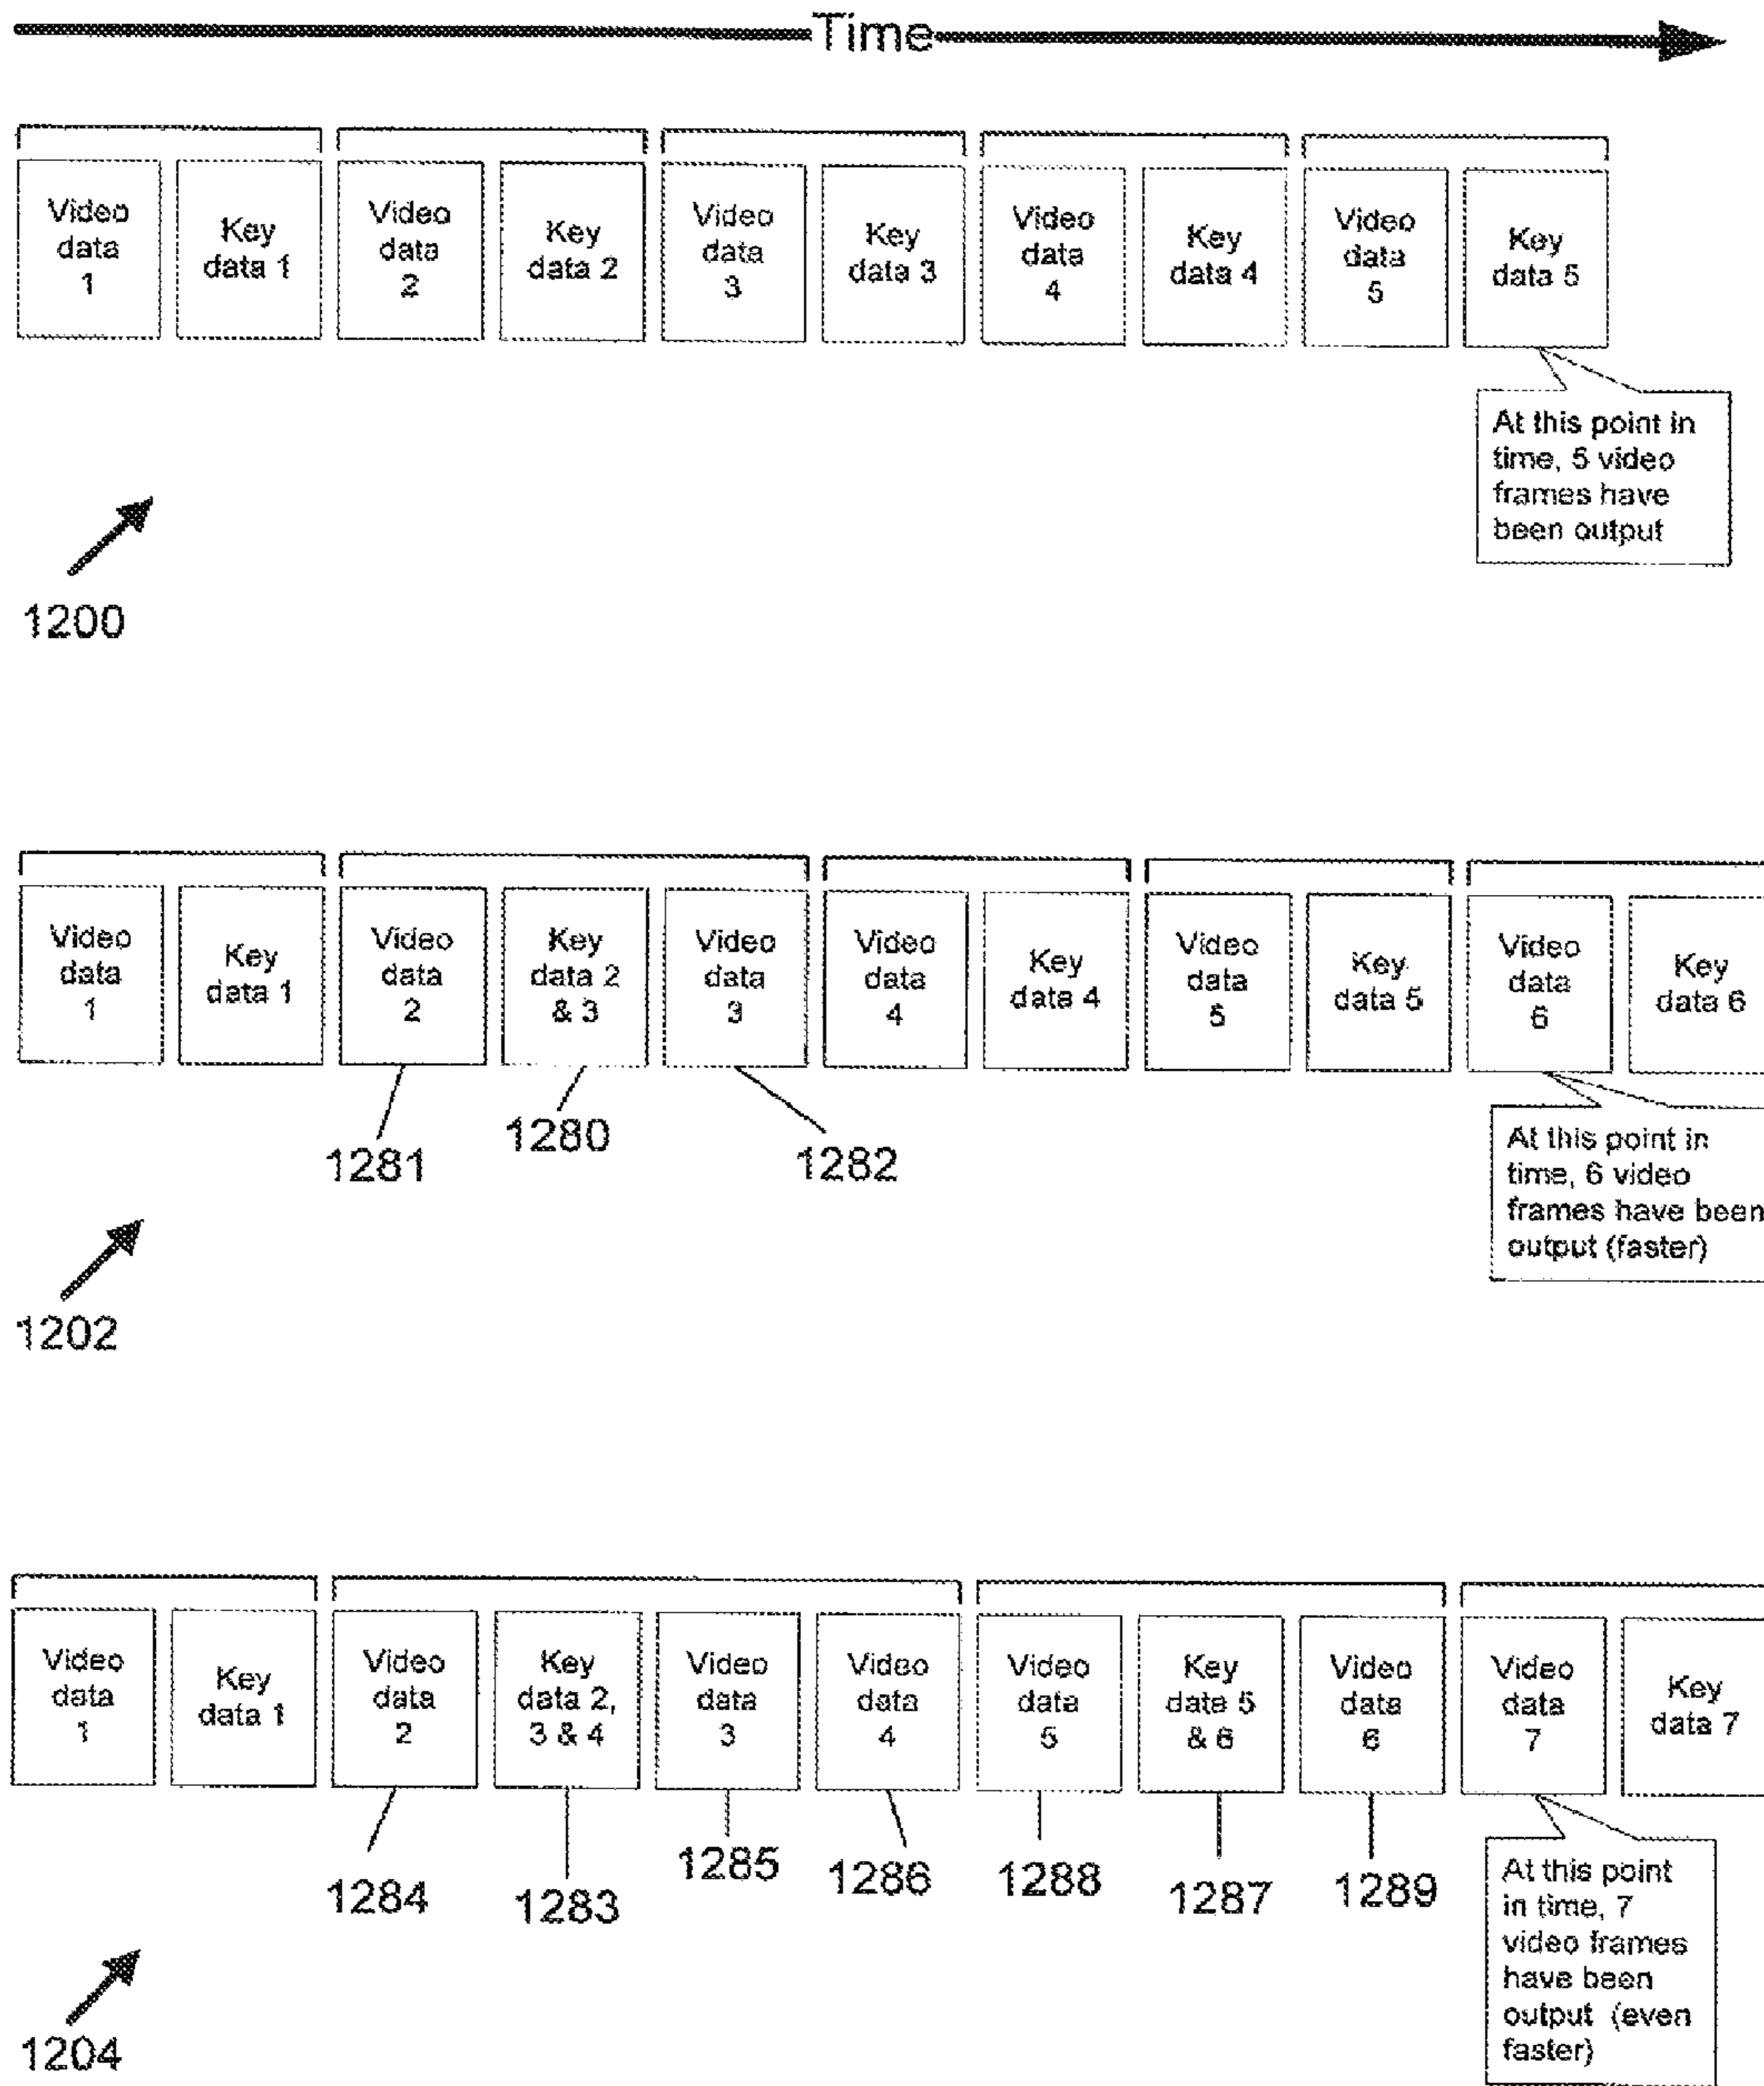 Time
Video
data
1
Key
data 1
Video
data
2
Key
data 2
Video
data
3
Key
data 3
Video
data
4
Key
data 4
Video
data
5
Key
data 5
At this point in
time, 5 video
frames have
been output
1200
Video
data
1
Key
data 1
Video
data
2
Key
data 2
& 3
Video
data
3
Video
data
4
Key
data 4
Video
data
5
Key
data 5
Video
data
6
Key
data 6
1281
1280
1282
At this point in
time, 6 video
frames have been
output (faster)
1202
Video
data
1
Key
data 1
Video
data
2
Key
data 2,
3 & 4
Video
data
3
Video
data
4
Video
data
5
Key
data 5
& 6
Video
data
6
Video
data
7
Key
data 7
1284
1283
1285
1286
1288
1287
1289
At this point
in time, 7
video frames
have been
output (even
faster)
1204